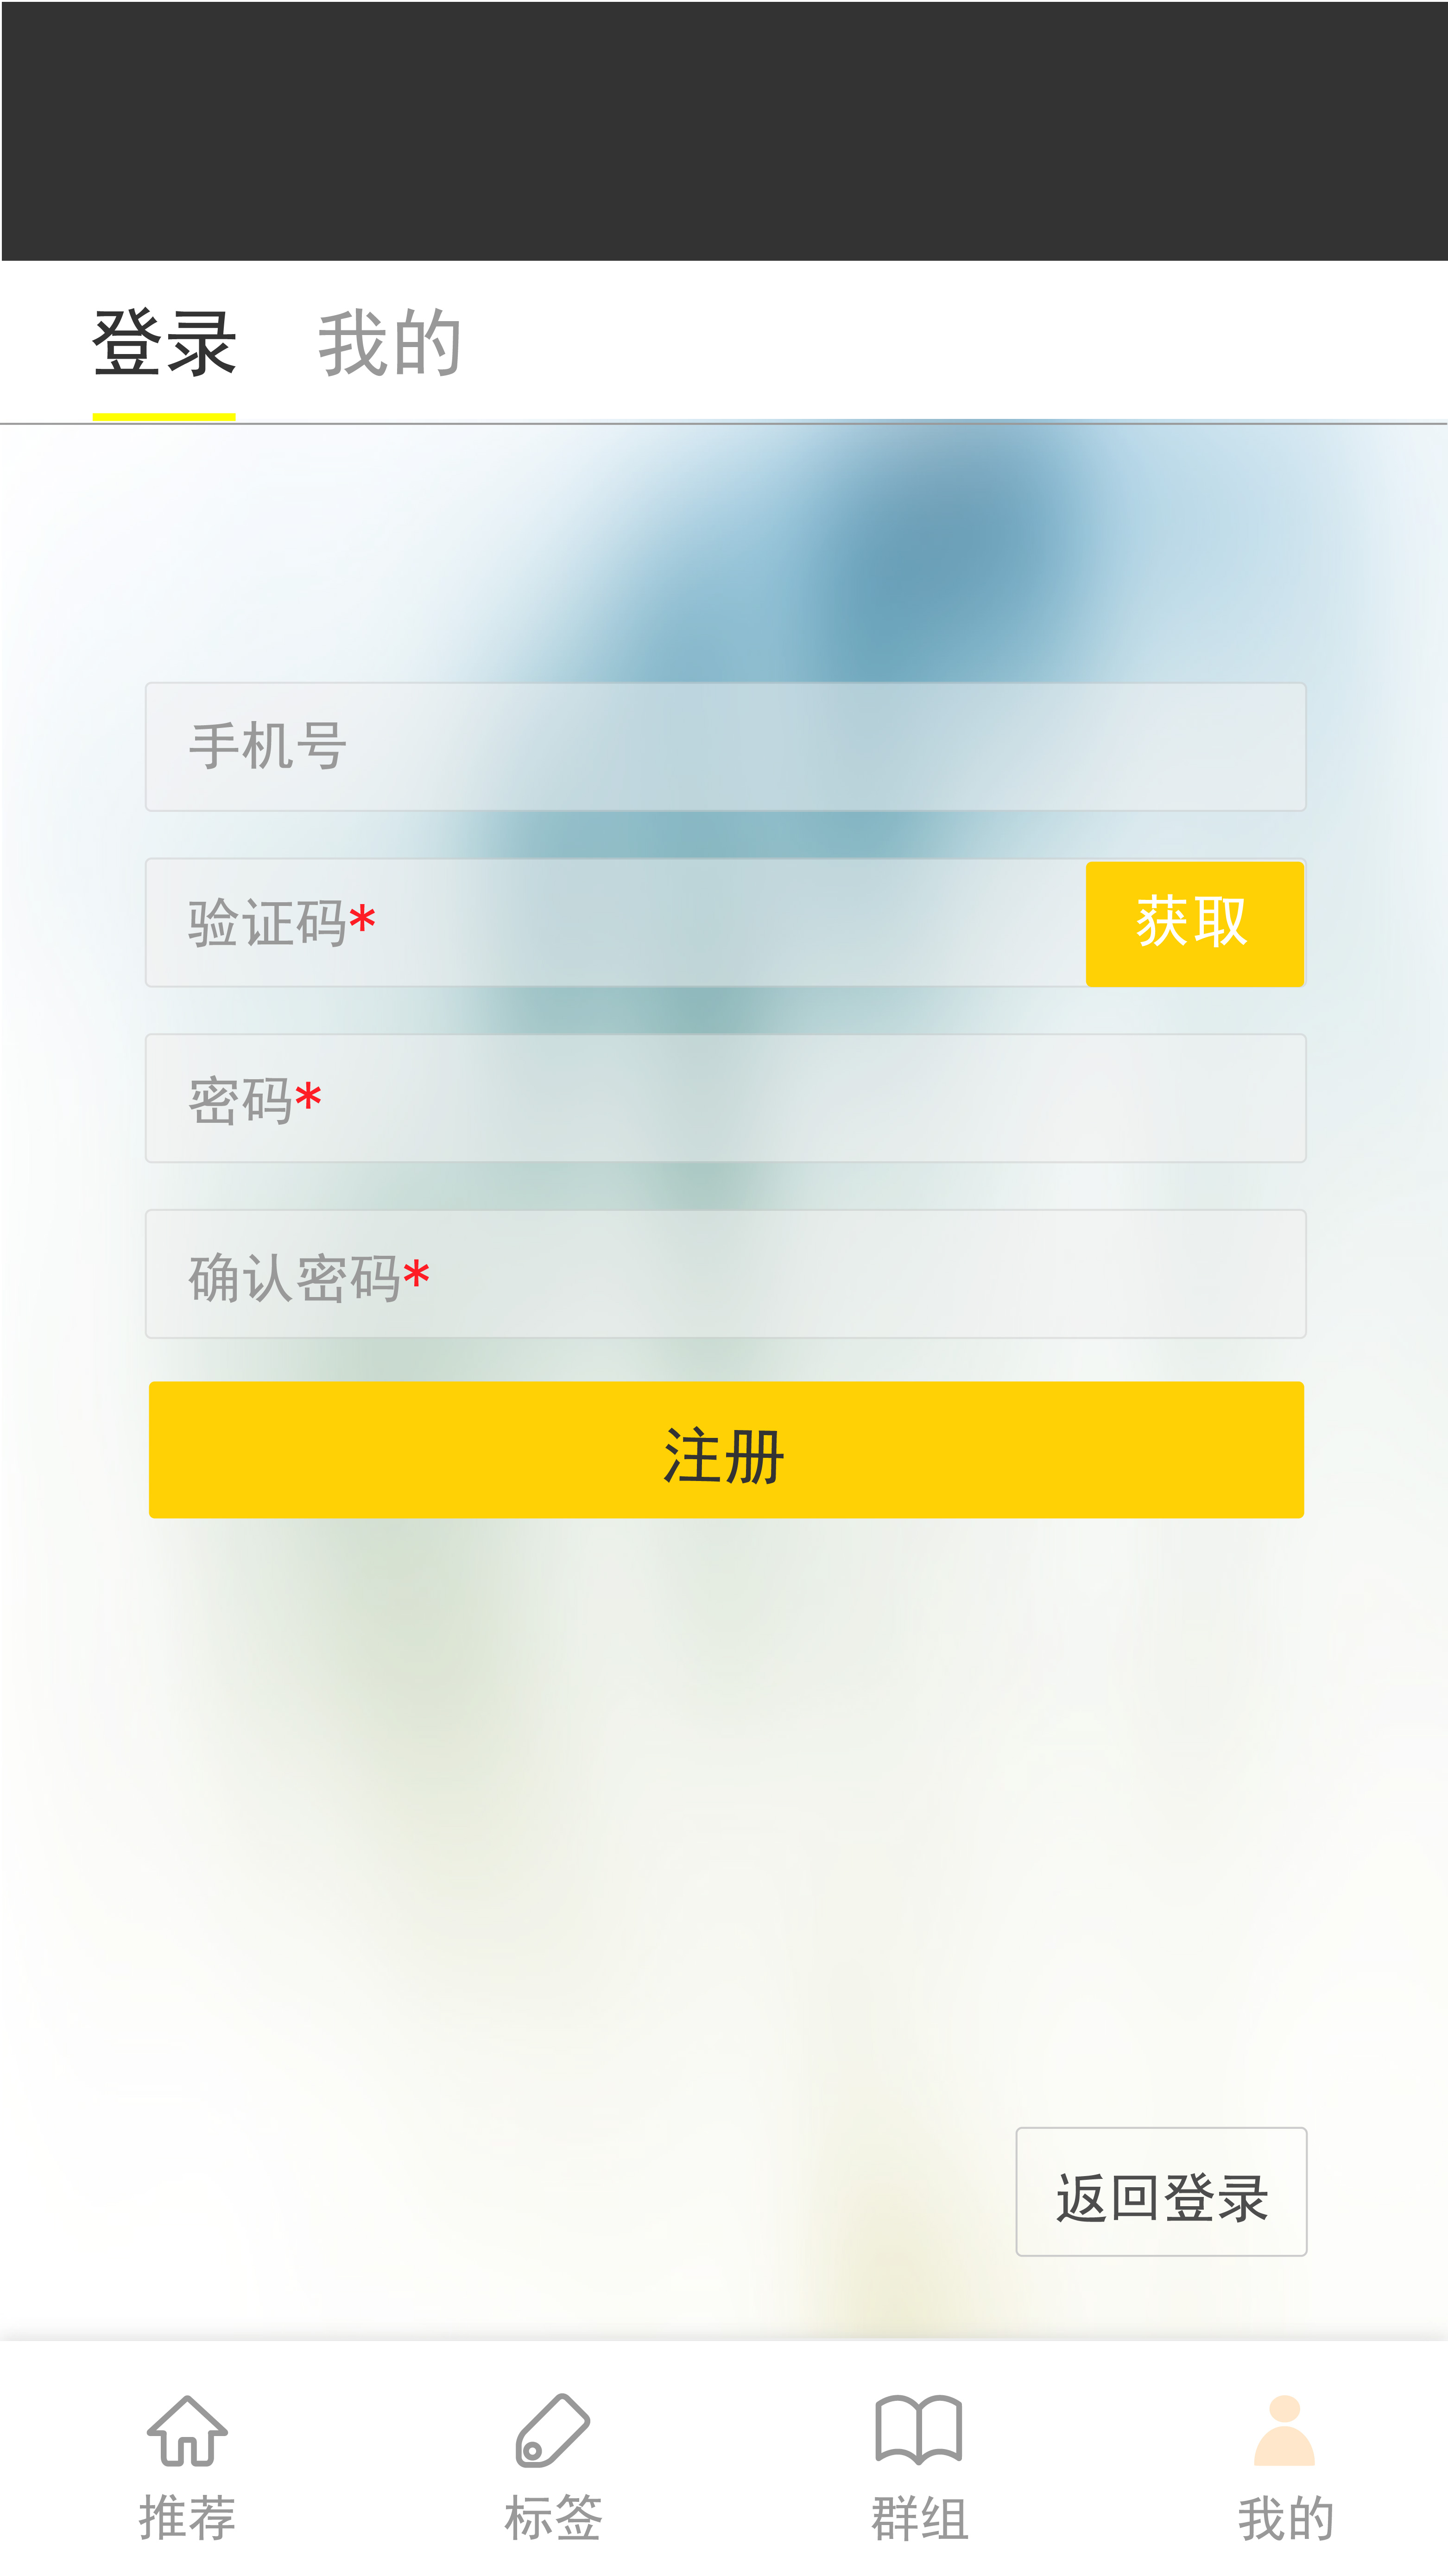 登录 我的
手机号
验证码* 获取
密码*
确认密码*
注册
返回登录
推荐 标签 群组 我的